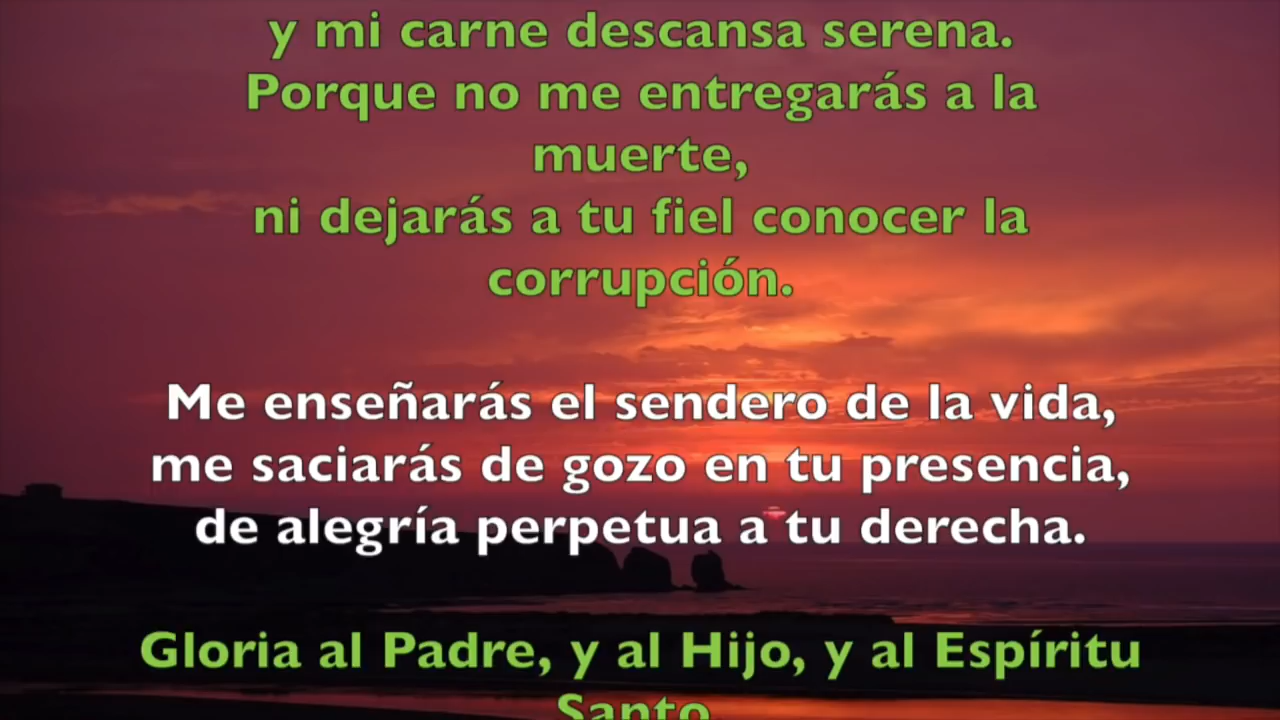 y mi carne descansa serena.
Porque no me entregarás a la
muerte,
ni dejarás a tu fiel conocer la
corrupción.
Me enseñarás el sendero de la vida,
me saciarás de gozo en tu presencia,
de alegría perpetua a tu derecha.
Gloria al Padre, y al Hijo, y al Espíritu
Santo.